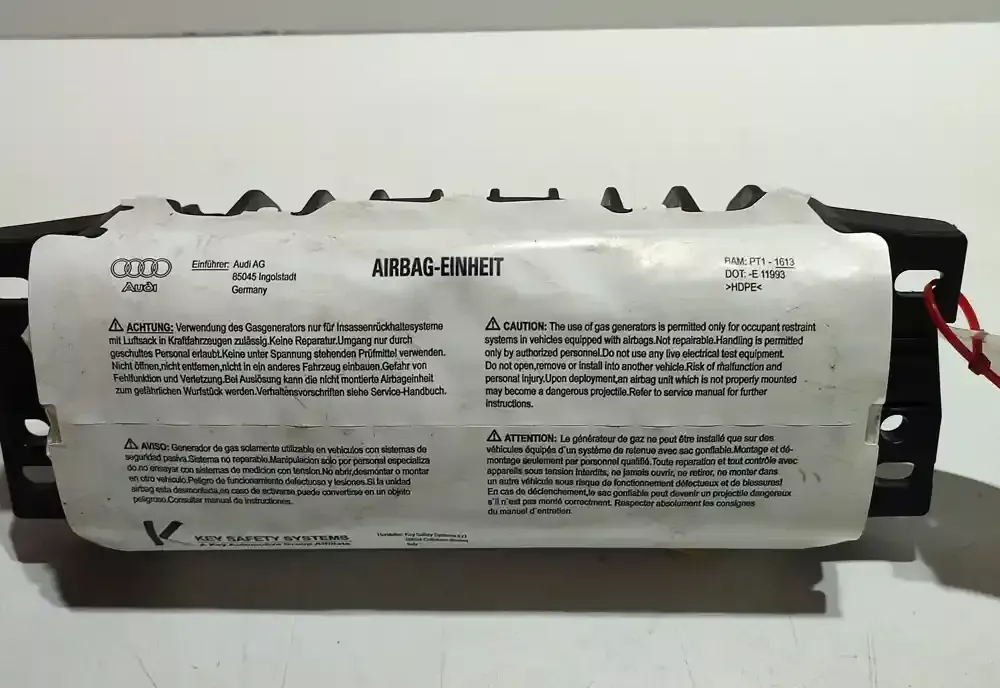 Einführer: Audi AG
85045 Ingolstadt
Germany
Audi
AIRBAG-EINHEIT
BAM: PT1 - 1613
DOT: -E 11993
>HDPE<
ACHTUNG: Verwendung des Gasgenerators nur für Insassenrückhaltesysteme
mit Luftsack in Kraftfahrzeugen zulässig.Keine Reparatur.Umgang nur durch
geschultes Personal erlaubt.Keine unter Spannung stehenden Prüfmittel verwenden.
Nicht öffnen,nicht entfernen,nicht in ein anderes Fahrzeug einbauen.Gefahr von
Fehlfunktion und Verletzung.Bei Auslösung kann die nicht montierte Airbageinheit
zum gefährlichen Wurfstück werden.Verhaltensvorschriften siehe Service-Handbuch.
CAUTION: The use of gas generators is permitted only for occupant restraint
systems in vehicles equipped with airbags.Not repairable.Handling is permitted
only by authorized personnel.Do not use any live electrical test equipment.
Do not open,remove or install into another vehicle.Risk of malfunction and
personal injury.Upon deployment,an airbag unit which is not properly mounted
may become a dangerous projectile.Refer to service manual for further
instructions.
AVISO: Generador de gas solamente utilizable en vehículos con sistemas de
seguridad pasiva.Sistema no reparable.Manipulacion solo por personal especializa
do.no ensayar con sistemas de medicion con tension.No abrir,desmontar o montar
en otro vehiculo.Peligro de funcionamiento defectuoso y lesiones.Si la unidad
airbag esta desmontada,en caso de activarse,puede convertirse en un objeto
peligroso.Consultar manual de instrucciones.
ATTENTION: Le générateur de gaz ne peut être installé que sur des
véhicules équipés d'un système de retenue avec sac gonflable.Montage et dé-
montage seulement par personnel qualifié.Toute reparation et tout contrôle avec
appareils sous tension interdits, ne jamais ouvrir, ne retirer, ne monter dans
un autre véhicule sous risque de fonctionnement défectueux et de blessures!
En cas de déclenchement,le sac gonflable peut devenir un projectile dangereux
s'il n'est pas monté correctment. Respecter absolument les consignes
du manuel d'entretien.
KEY SAFETY SYSTEMS
A Key Automotive Group Affiliate
Key Safety Systems